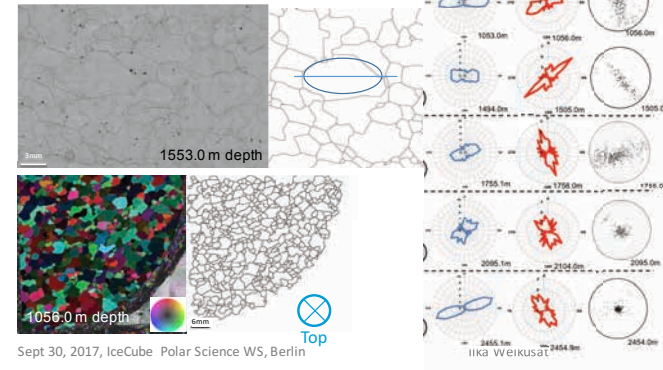 1553.0 m depth
3mm
1056.0 m depth
6mm
Top
1053.0m
1056.0m
1056.0m
1494.0m
1505.0m
1505.0
1755.1m
1756.0m
2095.1m
2104.0m
2095.0m
2455.1m
2454.9m
2454.0m
Sept 30, 2017, IceCube Polar Science WS, Berlin
Ilka Weikusat